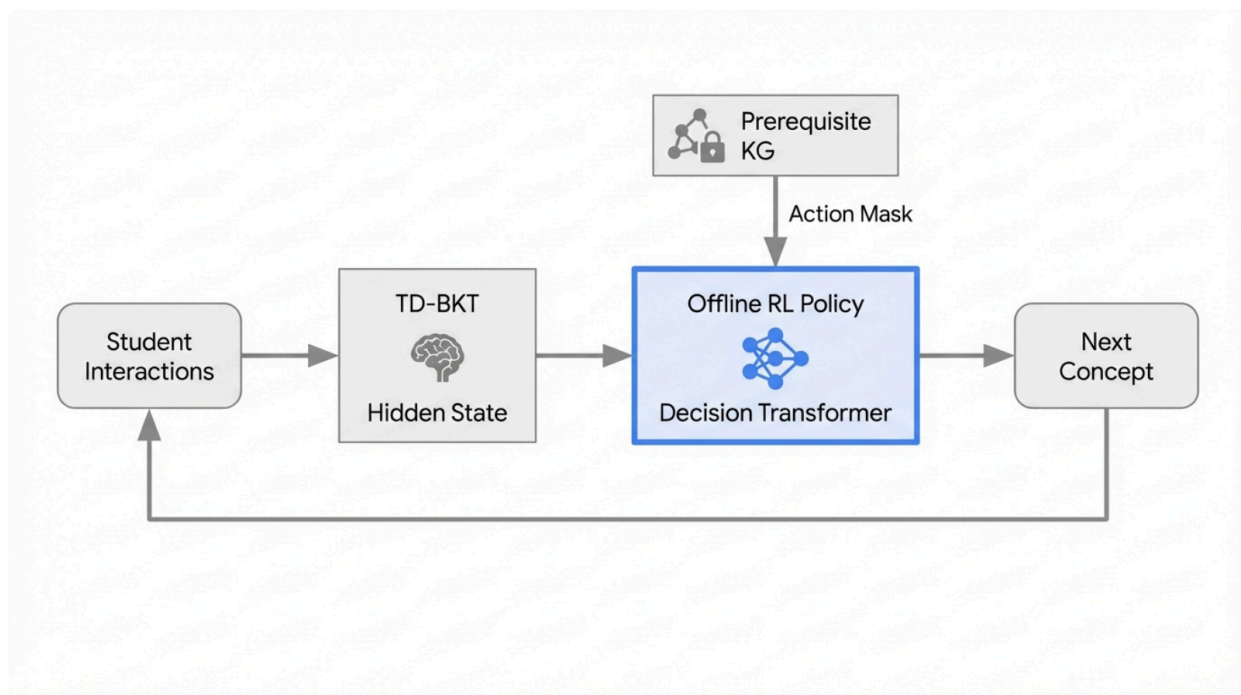 Prerequisite
KG
Action Mask
Student
Interactions
TD-BKT
Hidden State
Offline RL Policy
Decision Transformer
Next
Concept